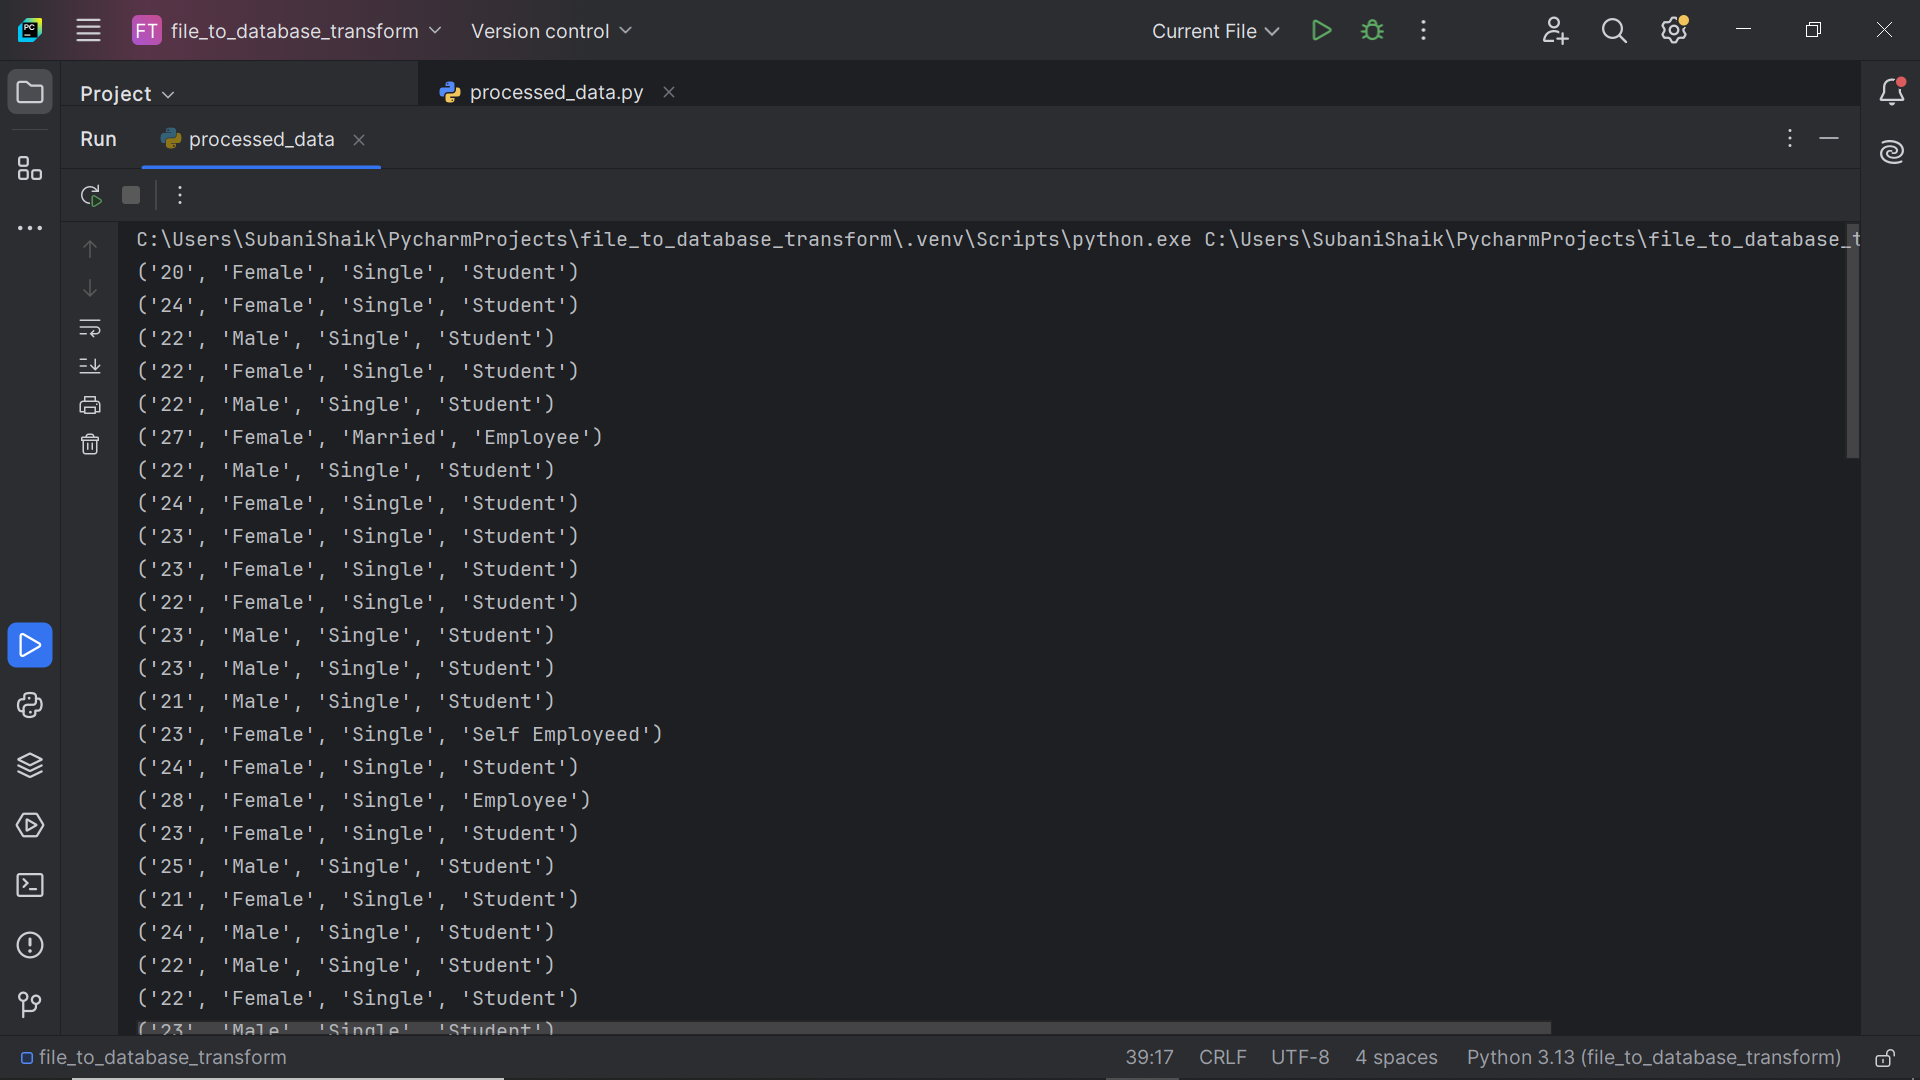 PC
FT file_to_database_transform Version control Current File
Project processed_data.py
Run processed_data
C:\Users\SubaniShaik\PycharmProjects\file_to_database_transform\.venv\Scripts\python.exe C:\Users\SubaniShaik\PycharmProjects\file_to_database_t
('20', 'Female', 'Single', 'Student')
('24', 'Female', 'Single', 'Student')
('22', 'Male', 'Single', 'Student')
('22', 'Female', 'Single', 'Student')
('22', 'Male', 'Single', 'Student')
('27', 'Female', 'Married', 'Employee')
('22', 'Male', 'Single', 'Student')
('24', 'Female', 'Single', 'Student')
('23', 'Female', 'Single', 'Student')
('23', 'Female', 'Single', 'Student')
('22', 'Female', 'Single', 'Student')
('23', 'Male', 'Single', 'Student')
('23', 'Male', 'Single', 'Student')
('21', 'Male', 'Single', 'Student')
('23', 'Female', 'Single', 'Self Employeed')
('24', 'Female', 'Single', 'Student')
('28', 'Female', 'Single', 'Employee')
('23', 'Female', 'Single', 'Student')
('25', 'Male', 'Single', 'Student')
('21', 'Female', 'Single', 'Student')
('24', 'Male', 'Single', 'Student')
('22', 'Male', 'Single', 'Student')
('22', 'Female', 'Single', 'Student')
('23', 'Male', 'Single', 'Student')
file_to_database_transform 39:17 CRLF UTF-8 4 spaces Python 3.13 (file_to_database_transform)